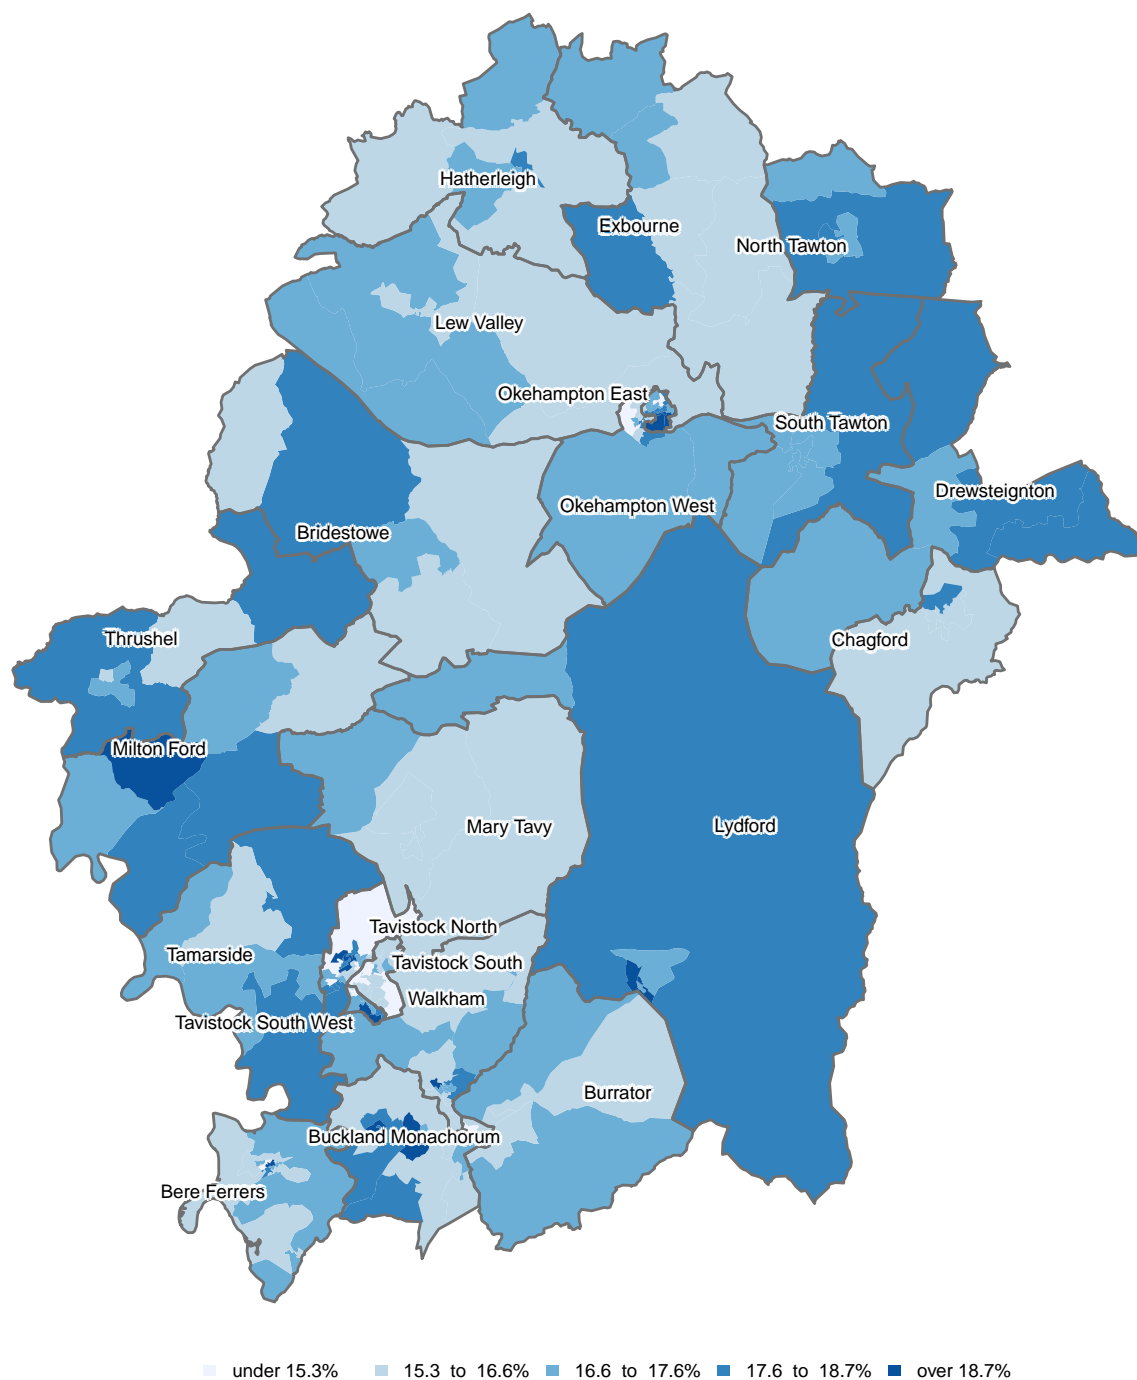 Hatherleigh
Exbourne
North Tawton
Lew Valley
Okehampton East
South Tawton
Drewsteignton
Okehampton West
Bridestowe
Thrushel
Chagford
Milton Ford
Mary Tavy
Lydford
Tavistock North
Tamarside
Tavistock South
Walkham
Tavistock South West
Burrator
Buckland Monachorum
Bere Ferrers
under 15.3% 15.3 to 16.6% 16.6 to 17.6% 17.6 to 18.7% over 18.7%